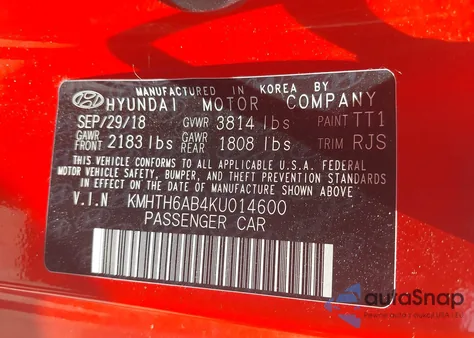 MANUFACTURED IN KOREA BY
HYUNDAI MOTOR COMPANY
SEP/29/18 GVWR 3814 lbs PAINT TT1
GAWR FRONT 2183 lbs GAWR REAR 1808 lbs TRIM RJS
THIS VEHICLE CONFORMS TO ALL APPLICABLE U.S.A. FEDERAL
MOTOR VEHICLE SAFETY, BUMPER, AND THEFT PREVENTION STANDARDS
IN EFFECT ON THE DATE OF MANUFACTURE SHOWN ABOVE.
V.I.N KMHTH6AB4KU014600
PASSENGER CAR
autoSnap